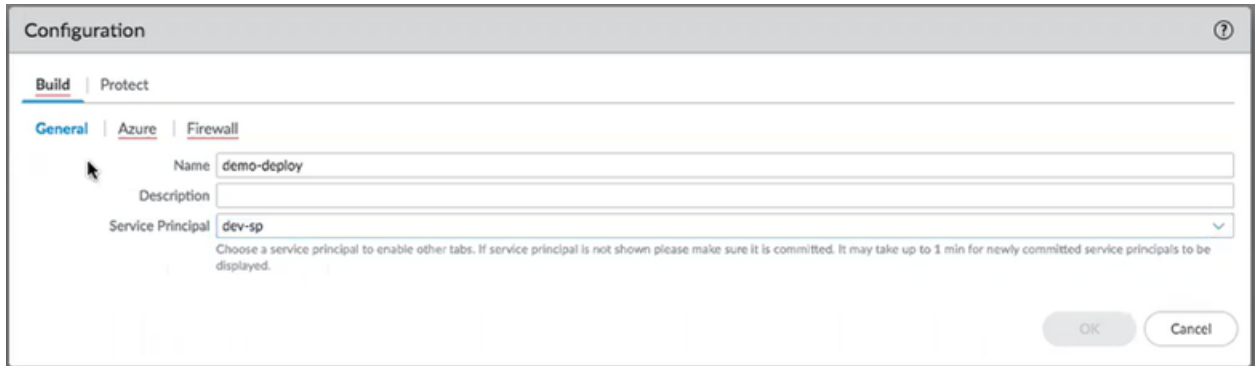 Configuration
Build | Protect
General | Azure | Firewall
Name demo-deploy
Description
Service Principal dev-sp
Choose a service principal to enable other tabs. If service principal is not shown please make sure it is committed. It may take up to 1 min for newly committed service principals to be
displayed.
OK Cancel